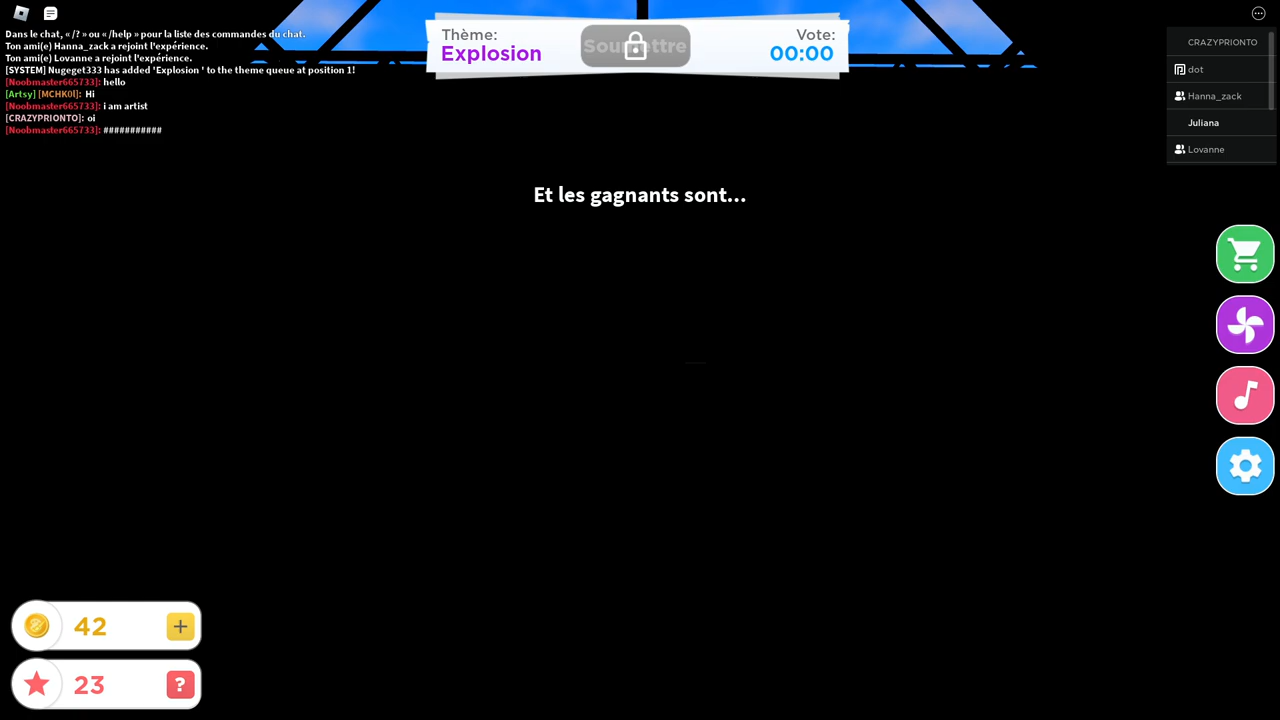 Dans le chat, « /? » ou « /help » pour la liste des commandes du chat.
Ton ami(e) Hanna_zack a rejoint l'expérience.
Ton ami(e) Lovanne a rejoint l'expérience.
[SYSTEM] Nugeget333 has added 'Explosion ' to the theme queue at position 1!
[Noobmaster665733]: hello
[Artsy] [MCHK0l]: Hi
[Noobmaster665733]: i am artist
[CRAZYPRIONTO]: oi
[Noobmaster665733]: ###########
Thème:
Explosion
Soumettre
Vote:
00:00
CRAZYPRIONTO
dot
Hanna_zack
Juliana
Lovanne
Et les gagnants sont...
42
+
23
?